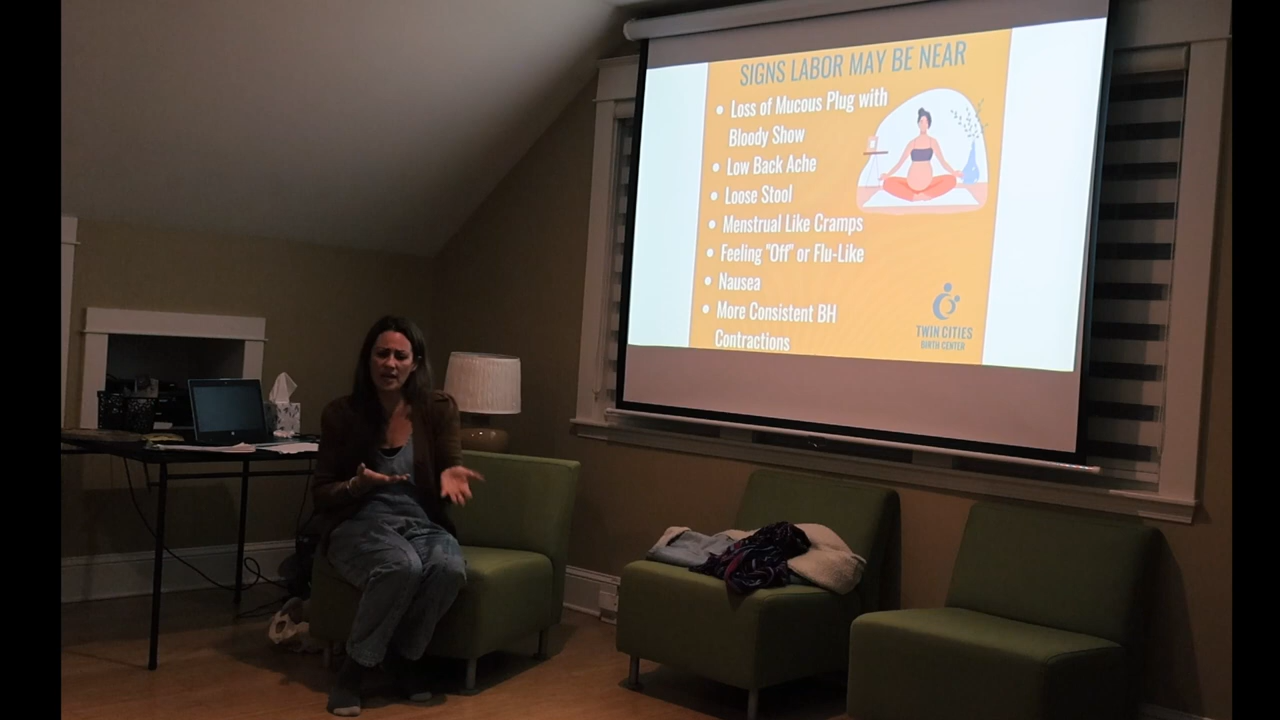 SIGNS LABOR MAY BE NEAR
• Loss of Mucous Plug with
Bloody Show
• Low Back Ache
• Loose Stool
• Menstrual Like Cramps
• Feeling "Off" or Flu-Like
• Nausea
• More Consistent BH
Contractions
TWIN CITIES
BIRTH CENTER